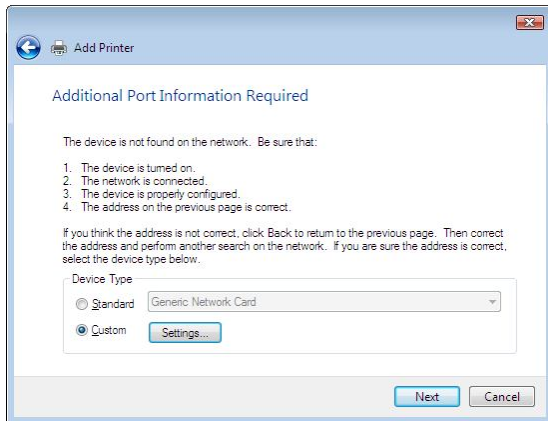 Add Printer
Additional Port Information Required
The device is not found on the network. Be sure that:
1. The device is turned on.
2. The network is connected.
3. The device is properly configured.
4. The address on the previous page is correct.
If you think the address is not correct, click Back to return to the previous page. Then correct
the address and perform another search on the network. If you are sure the address is correct,
select the device type below.
Device Type
Standard Generic Network Card
Custom Settings...
Next Cancel